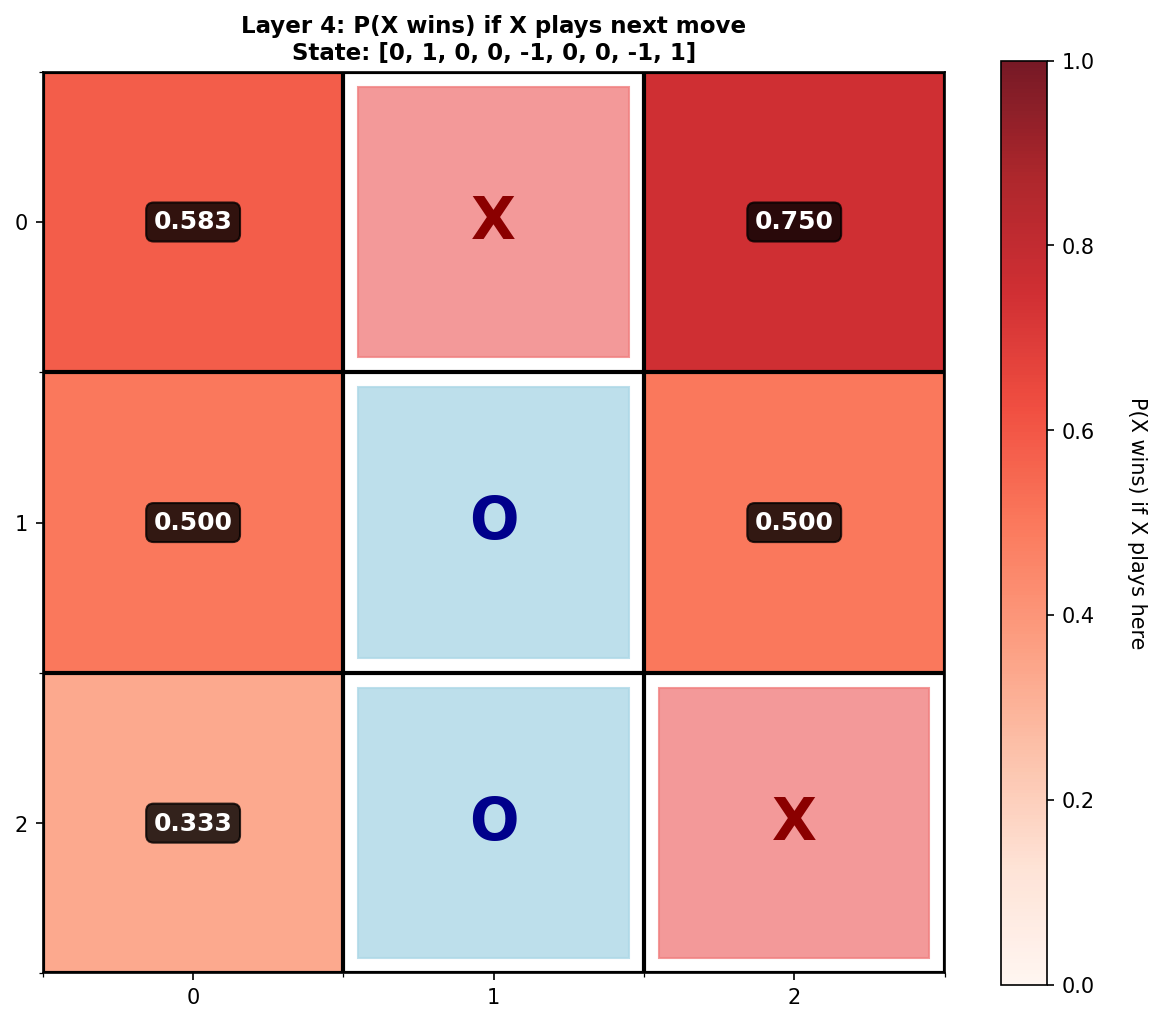 Layer 4: P(X wins) if X plays next move
State: [0, 1, 0, 0, -1, 0, 0, -1, 1]
0
0.583
X
0.750
1
0.500
O
0.500
2
0.333
O
X
0
1
2
1.0
0.8
0.6
0.4
0.2
0.0
P(X wins) if X plays here